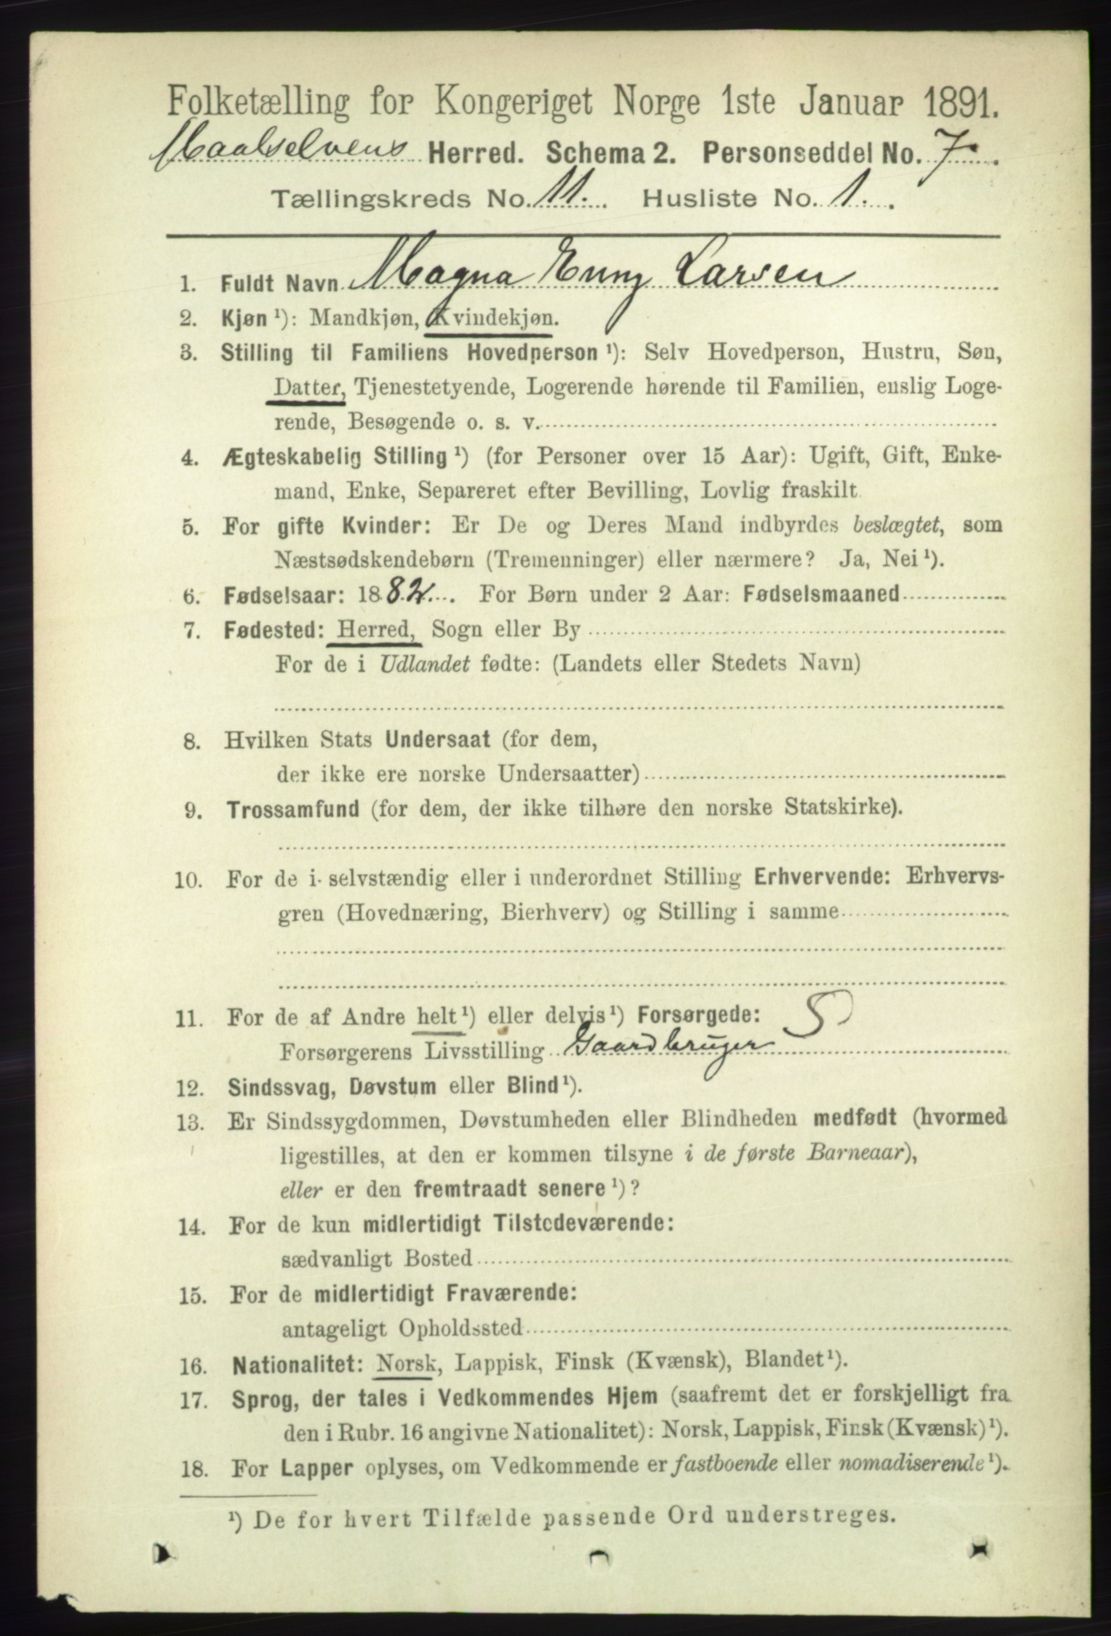 Folketælling for Kongeriget Norge 1ste Januar 1891.
Maalselvens Herred. Schema 2. Personseddel No. 7.
Tællingskreds No. 11. Husliste No. 1.
1. Fuldt Navn Magna Enny Larsen
2. Kjøn ¹): Mandkjøn, Kvindekjøn.
3. Stilling til Familiens Hovedperson ¹): Selv Hovedperson, Hustru, Søn,
Datter, Tjenestetyende, Logerende hørende til Familien, enslig Loge-
rende, Besøgende o. s. v.
4. Ægteskabelig Stilling ¹) (for Personer over 15 Aar): Ugift, Gift, Enke-
mand, Enke, Separeret efter Bevilling, Lovlig fraskilt
5. For gifte Kvinder: Er De og Deres Mand indbyrdes beslægtet, som
Næstsødskendebørn (Tremenninger) eller nærmere? Ja, Nei ¹).
6. Fødselsaar: 1882. For Børn under 2 Aar: Fødselsmaaned
7. Fødested: Herred, Sogn eller By
For de i Udlandet fødte: (Landets eller Stedets Navn)
8. Hvilken Stats Undersaat (for dem,
der ikke ere norske Undersaatter)
9. Trossamfund (for dem, der ikke tilhøre den norske Statskirke).
10. For de i selvstændig eller i underordnet Stilling Erhvervende: Erhvervs-
gren (Hovednæring, Bierhverv) og Stilling i samme
11. For de af Andre helt ¹) eller delvis ¹) Forsørgede: S
Forsørgerens Livsstilling Gaardbruger
12. Sindssvag, Døvstum eller Blind ¹).
13. Er Sindssygdommen, Døvstumheden eller Blindheden medfødt (hvormed
ligestilles, at den er kommen tilsyne i de første Barneaar),
eller er den fremtraadt senere ¹)?
14. For de kun midlertidigt Tilstedeværende:
sædvanligt Bosted
15. For de midlertidigt Fraværende:
antageligt Opholdssted
16. Nationalitet: Norsk, Lappisk, Finsk (Kvænsk), Blandet ¹).
17. Sprog, der tales i Vedkommendes Hjem (saafremt det er forskjelligt fra
den i Rubr. 16 angivne Nationalitet): Norsk, Lappisk, Finsk (Kvænsk) ¹).
18. For Lapper oplyses, om Vedkommende er fastboende eller nomadiserende ¹).
¹) De for hvert Tilfælde passende Ord understreges.